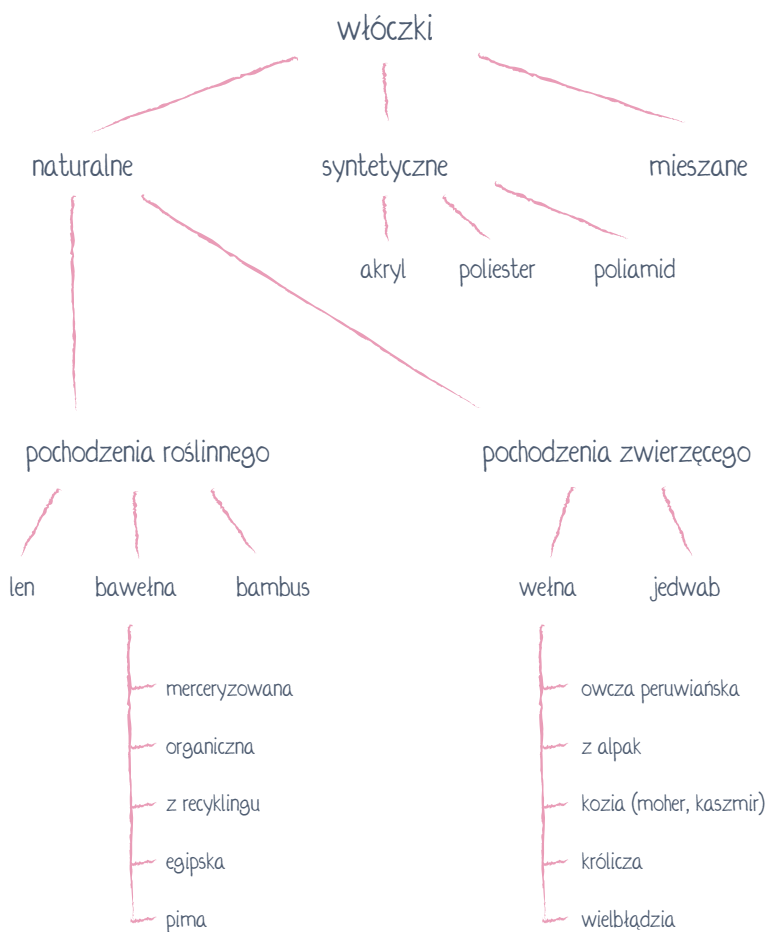 włóczki
naturalne syntetyczne mieszane
akryl poliester poliamid
pochodzenia roślinnego pochodzenia zwierzęcego
len bawełna bambus wełna jedwab
merceryzowana owcza peruwiańska
organiczna z alpak
z recyklingu kozia (moher, kaszmir)
egipska królicza
pima wielbłądzia